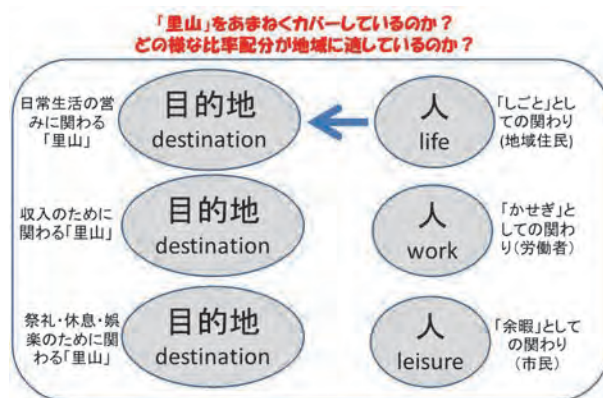 「里山」をあまねくカバーしているのか？
どの様な比率配分が地域に適しているのか？
日常生活の営
みに関わる
「里山」
目的地
destination
人
life
「しごと」とし
ての関わり
(地域住民)
収入のために
関わる「里山」
目的地
destination
人
work
「かせぎ」と
しての関わ
り(労働者)
祭礼・休息・娯
楽のために関
わる「里山」
目的地
destination
人
leisure
「余暇」として
の関わり
(市民)